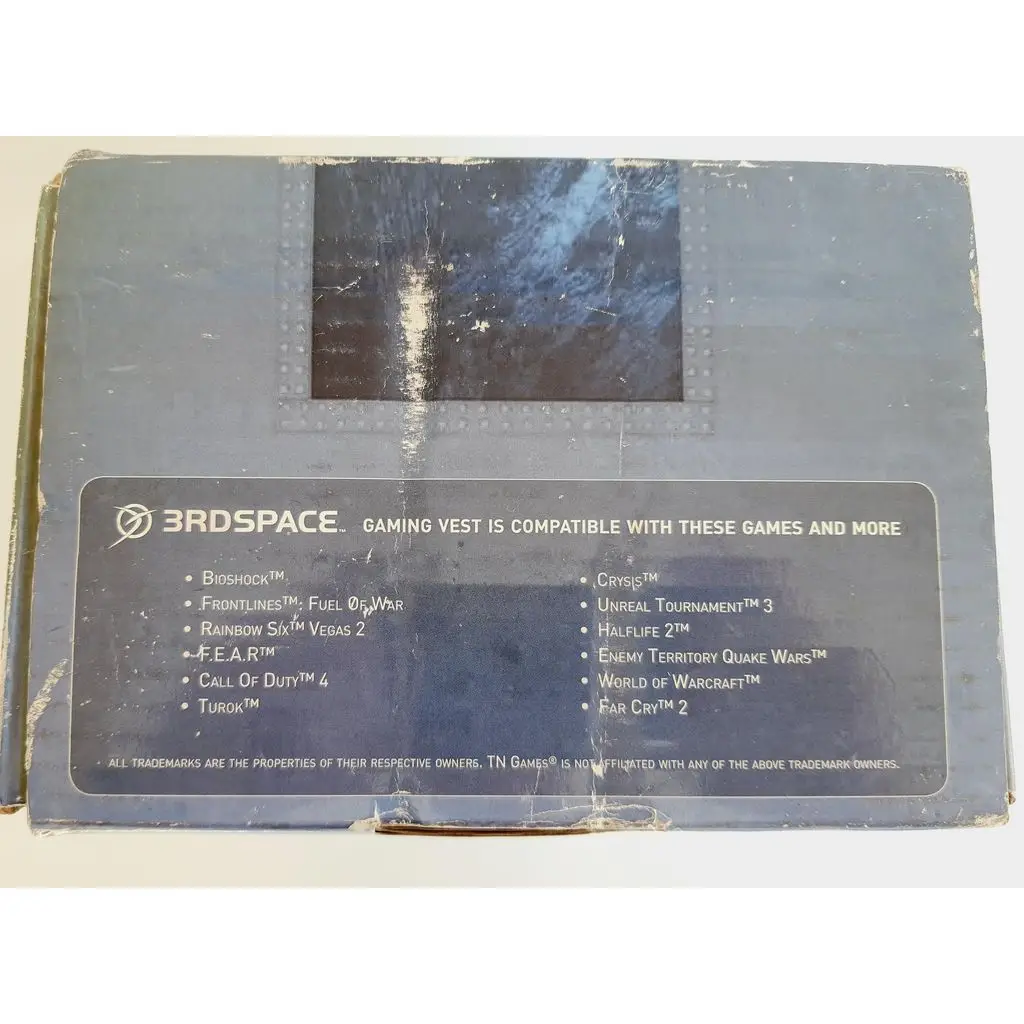 3RDSPACE™ GAMING VEST IS COMPATIBLE WITH THESE GAMES AND MORE
• BIOSHOCK™
• FRONTLINES™: FUEL OF WAR
• RAINBOW SIX™ VEGAS 2
• F.E.A.R™
• CALL OF DUTY™ 4
• TUROK™
• CRYSIS™
• UNREAL TOURNAMENT™ 3
• HALFLIFE 2™
• ENEMY TERRITORY QUAKE WARS™
• WORLD OF WARCRAFT™
• FAR CRY™ 2
ALL TRADEMARKS ARE THE PROPERTIES OF THEIR RESPECTIVE OWNERS. TN GAMES® IS NOT AFFILIATED WITH ANY OF THE ABOVE TRADEMARK OWNERS.